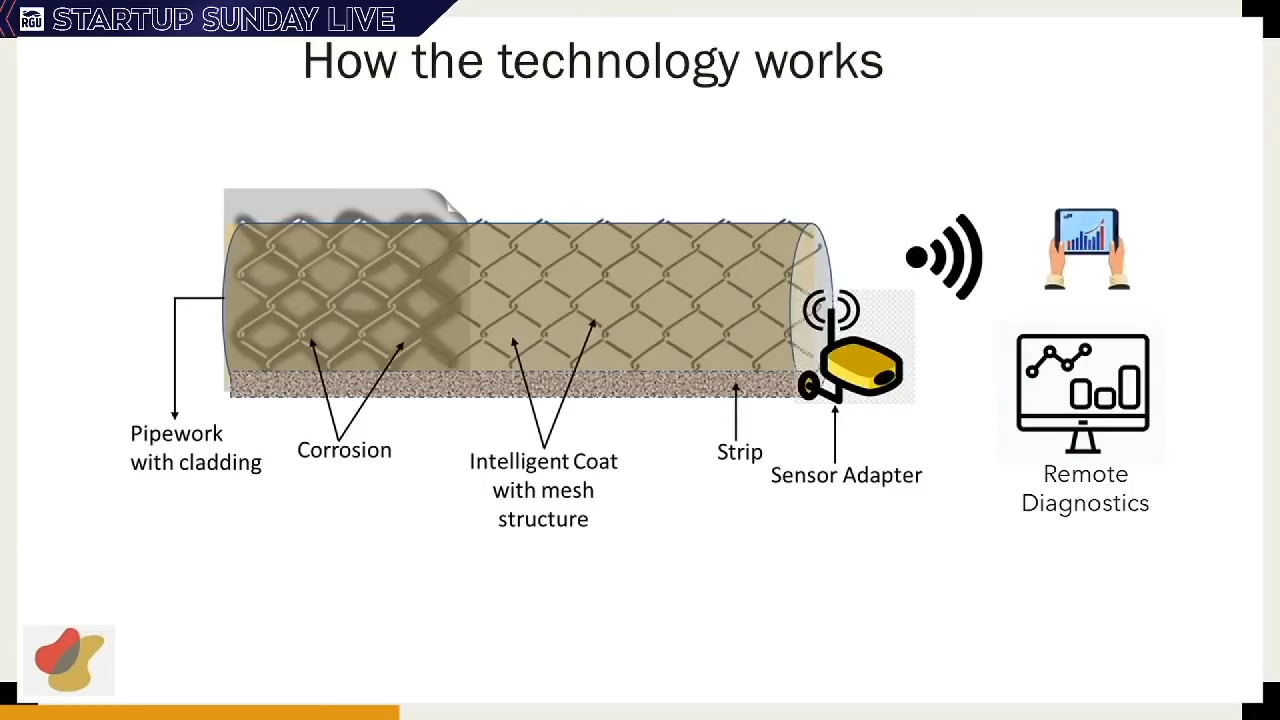 RGU STARTUP SUNDAY LIVE
How the technology works
Pipework
with cladding
Corrosion
Intelligent Coat
with mesh
structure
Strip
Sensor Adapter
Remote
Diagnostics